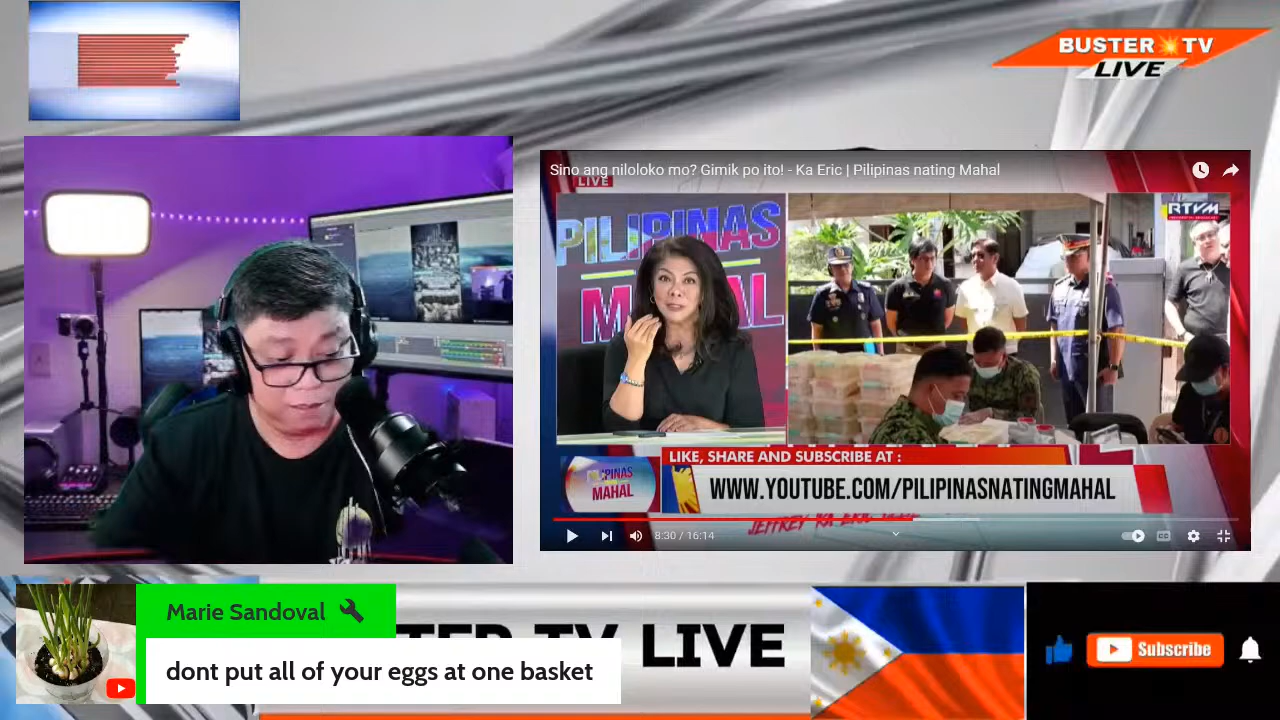 BUSTER TV
LIVE
Sino ang niloloko mo? Gimik po ito! - Ka Eric | Pilipinas nating Mahal
LIVE
PILIPINAS
RTVM
LIKE, SHARE AND SUBSCRIBE AT :
PILIPINAS
MAHAL
WWW.YOUTUBE.COM/PILIPINASNATINGMAHAL
8:30 / 16:14
Marie Sandoval
dont put all of your eggs at one basket
TV LIVE
Subscribe